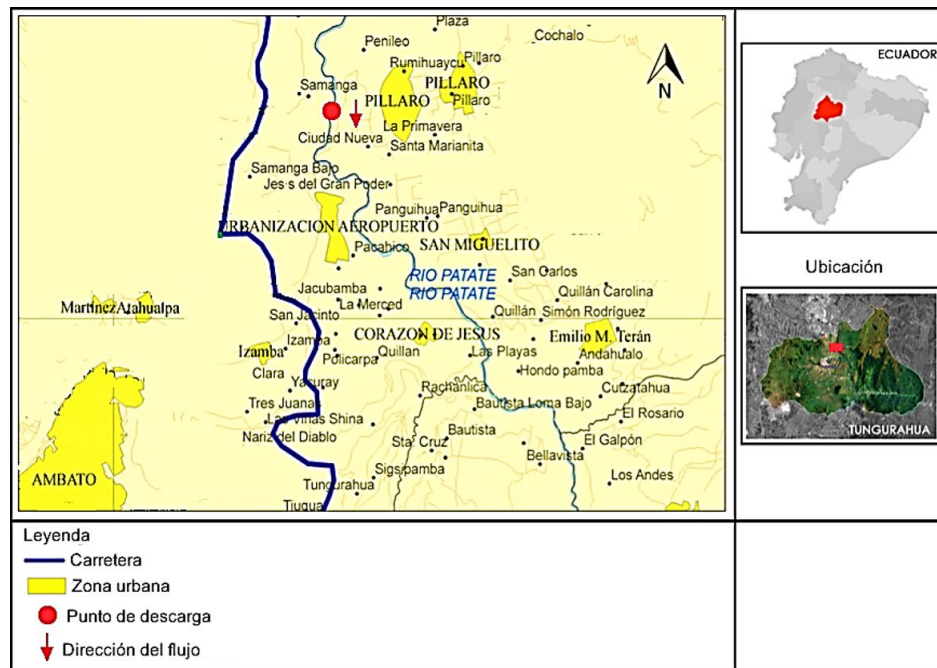 Plaza
Cochalo
Penileo
Rumihuaycu
Pillaro
PILLARO
Samanga
PILLARO
Pillaro
N
La Primavera
Ciudad Nueva
Santa Marianita
Samanga Bajo
Jes s del Gran Poder
Panguihua
Panguihua
URBANIZACION AEROPUERTO
SAN MIGUELITO
Pacahico
RIO PATATE
San Carlos
RIO PATATE
Jacubamba
Quillán Carolina
Martinez
Atahualpa
La Merced
San Jacinto
Quillán
Simón Rodríguez
CORAZON DE JESUS
Emilio M. Terán
Izamba
Izamba
Policarpa
Quillan
Las Playas
Andahualo
Clara
Hondo pamba
Yacuray
Rachanlica
Cutzatahua
Tres Juanas
Bautista Loma Bajo
Las Viñas Shina
El Rosario
Nariz del Diablo
Bautista
Sta. Cruz
El Galpón
Bellavista
AMBATO
Sigsipamba
Los Andes
Tungurahua
ECUADOR
Ubicación
TUNGURAHUA
Leyenda
Carretera
Zona urbana
Punto de descarga
Dirección del flujo